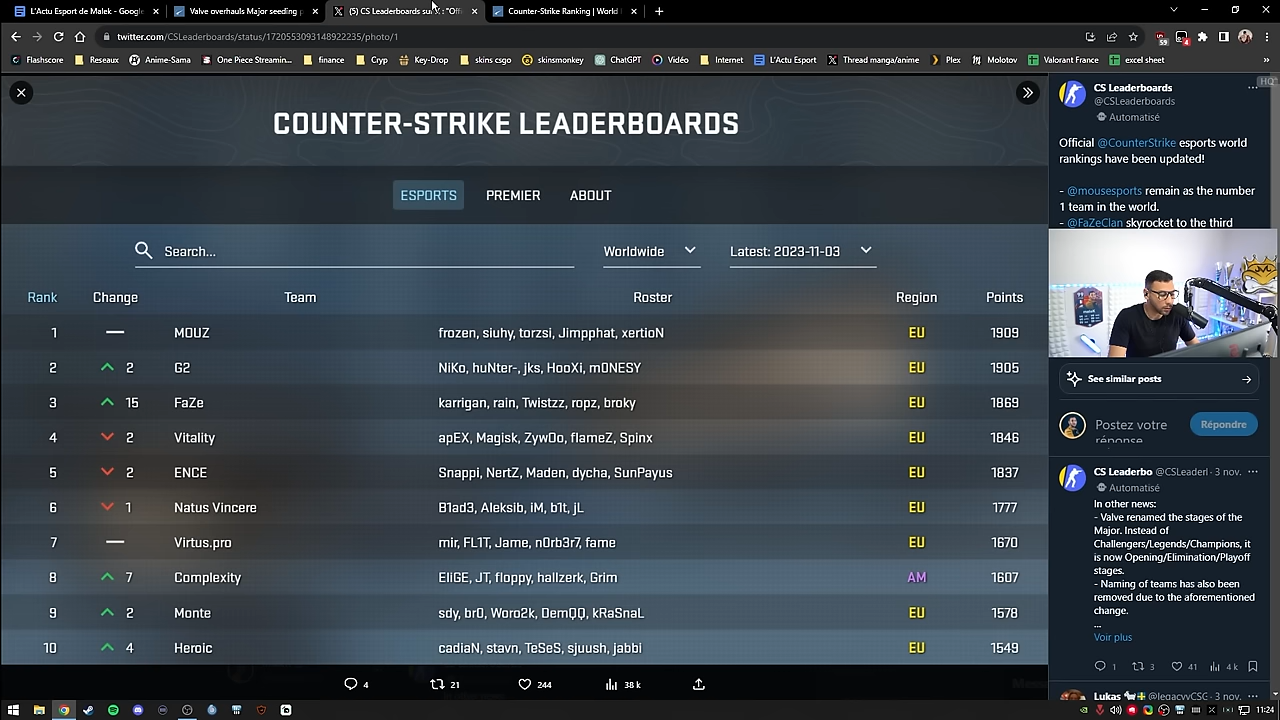 L'Actu Esport de Malek - Google
Valve overhauls Major seeding p
(5) CS Leaderboards sur
Counter-Strike Ranking | World
twitter.com/CSLeaderboards/status/1720553093148922235/photo/1
59
4
Flashscore
Reseaux
Anime-Sama
One Piece Streamin...
finance
Cryp
Key-Drop
skins csgo
skinsmonkey
ChatGPT
Vidéo
Internet
L'Actu Esport
Thread manga/anime
Plex
Molotov
Valorant France
excel sheet
COUNTER-STRIKE LEADERBOARDS
ESPORTS PREMIER ABOUT
Search...
Worldwide
Latest: 2023-11-03
Rank Change Team Roster Region Points
1 — MOUZ frozen, siuhy, torzsi, Jimpphat, xertioN EU 1909
2 2 G2 NiKo, huNter-, jks, HooXi, m0NESY EU 1905
3 15 FaZe karrigan, rain, Twistzz, ropz, broky EU 1869
4 2 Vitality apEX, Magisk, ZywOo, flameZ, Spinx EU 1846
5 2 ENCE Snappi, NertZ, Maden, dycha, SunPayus EU 1837
6 1 Natus Vincere B1ad3, Aleksib, iM, b1t, jL EU 1777
7 — Virtus.pro mir, FL1T, Jame, n0rb3r7, fame EU 1670
8 7 Complexity EliGE, JT, floppy, hallzerk, Grim AM 1607
9 2 Monte sdy, br0, Woro2k, DemQQ, kRaSnaL EU 1578
10 4 Heroic cadiaN, stavn, TeSeS, sjuush, jabbi EU 1549
4
21
244
38 k
HQ
CS Leaderboards
@CSLeaderboards
Automatisé
Official @CounterStrike esports world
rankings have been updated!
- @mousesports remain as the number
1 team in the world.
- @FaZeClan skyrocket to the third
See similar posts
Postez votre
réponse
Répondre
CS Leaderbo @CSLeaderl · 3 nov.
Automatisé
In other news:
- Valve renamed the stages of the
Major. Instead of
Challengers/Legends/Champions, it
is now Opening/Elimination/Playoff
stages.
- Naming of teams has also been
removed due to the aforementioned
change.
...
Voir plus
1
3
41
4 k
Lukas @legacyyCSG · 3 nov.
11:24